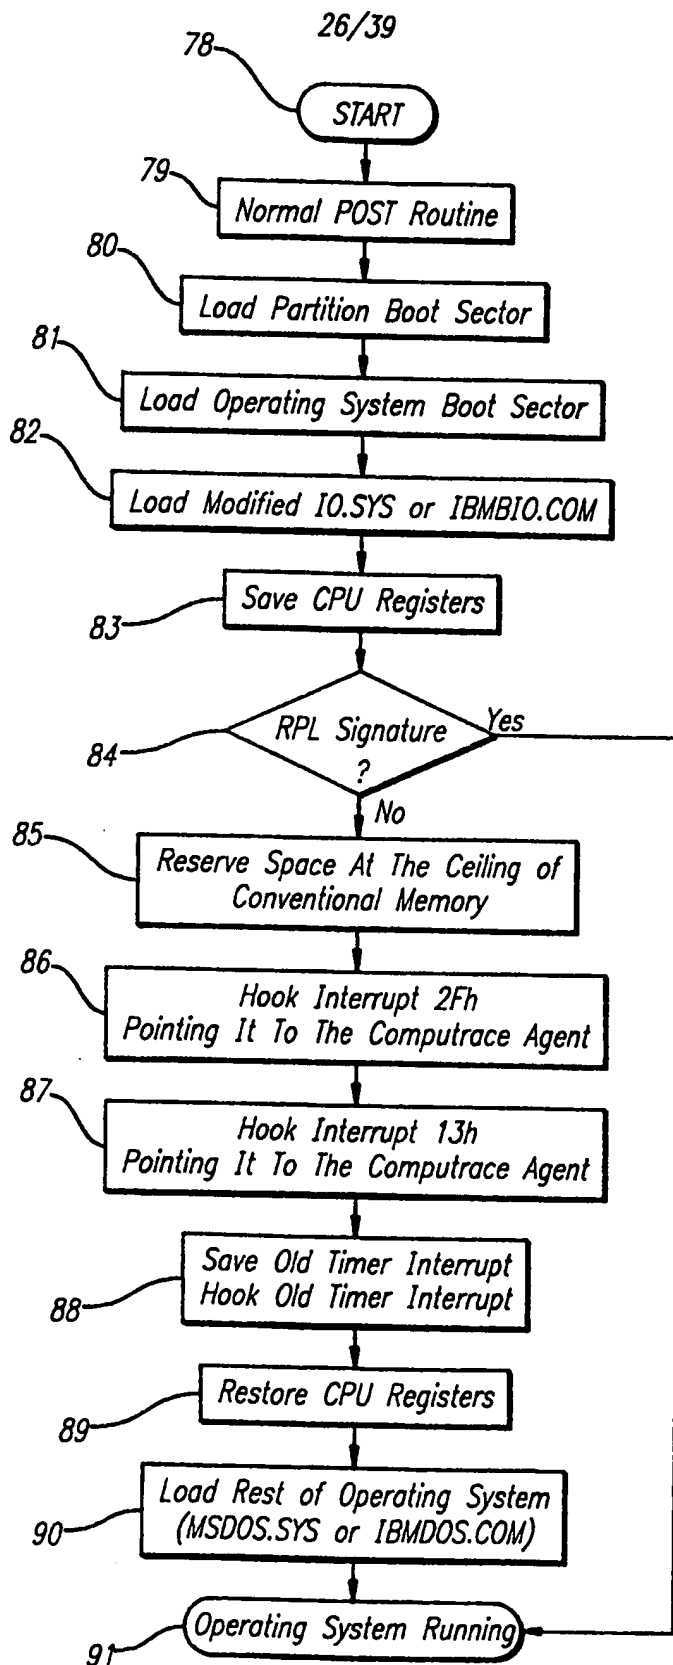 26/39
78
START
79
Normal POST Routine
80
Load Partition Boot Sector
81
Load Operating System Boot Sector
82
Load Modified IO.SYS or IBMBIO.COM
Save CPU Registers
83
RPL Signature
?
Yes
84
No
85
Reserve Space At The Ceiling of
Conventional Memory
86
Hook Interrupt 2Fh
Pointing It To The Computrace Agent
87
Hook Interrupt 13h
Pointing It To The Computrace Agent
Save Old Timer Interrupt
Hook Old Timer Interrupt
88
Restore CPU Registers
89
Load Rest of Operating System
(MSDOS.SYS or IBMDOS.COM)
90
Operating System Running
91